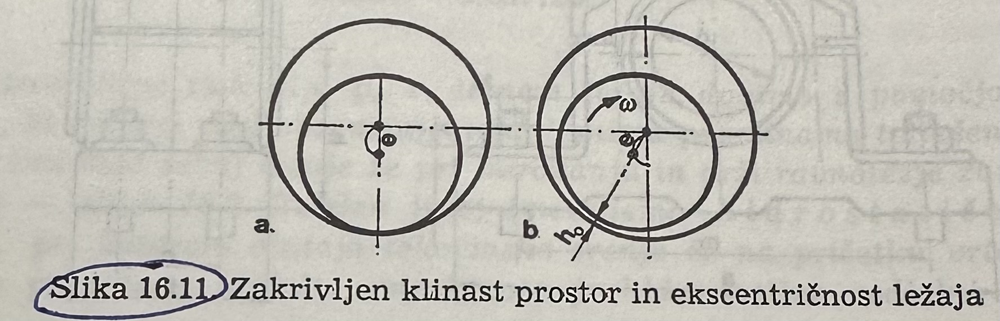 ω
e
e
a.
b.
h₀
Slika 16.11. Zakrivljen klinast prostor in ekscentričnost ležaja